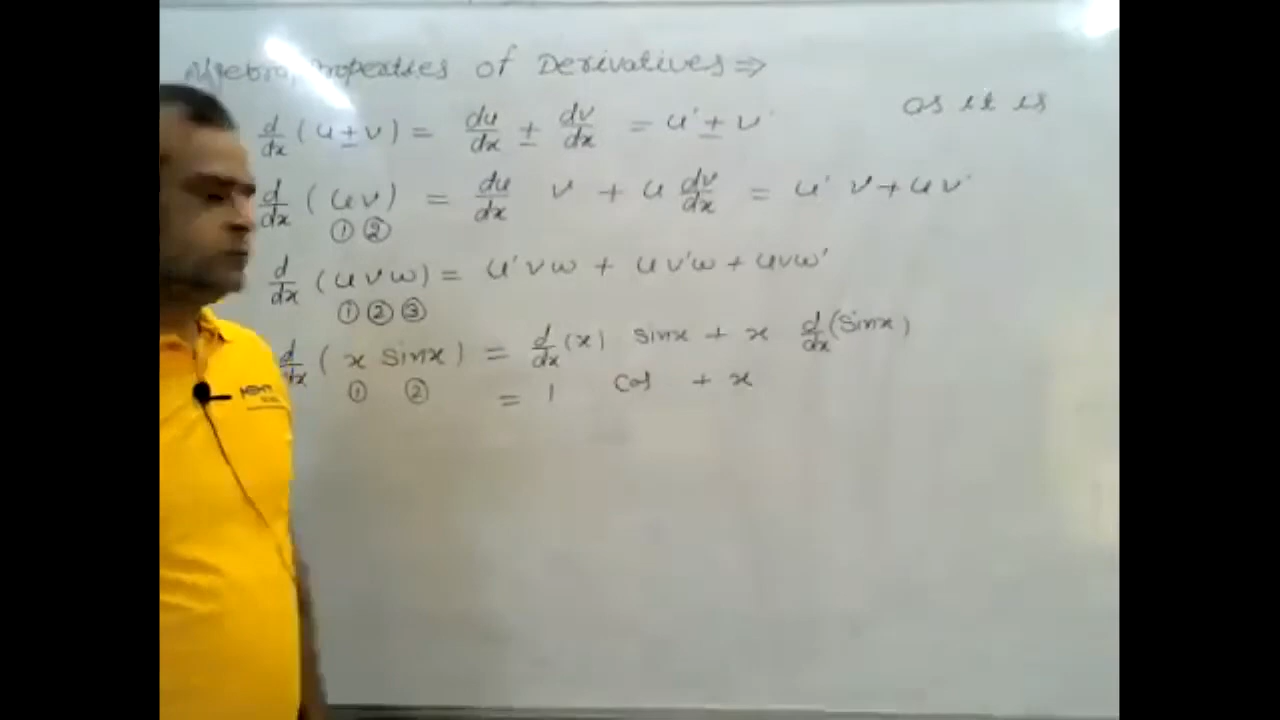 Algebra Properties of Derivatives ⇒
as it is
d/dx (u ± v) = du/dx ± dv/dx = u' ± v'
d/dx (uv) = du/dx v + u dv/dx = u' v + uv'
① ②
d/dx (uvw) = u'vw + uv'w + uvw'
① ② ③
d/dx (x sinx) = d/dx (x) sinx + x d/dx (sinx)
① ②
= 1 cos + x